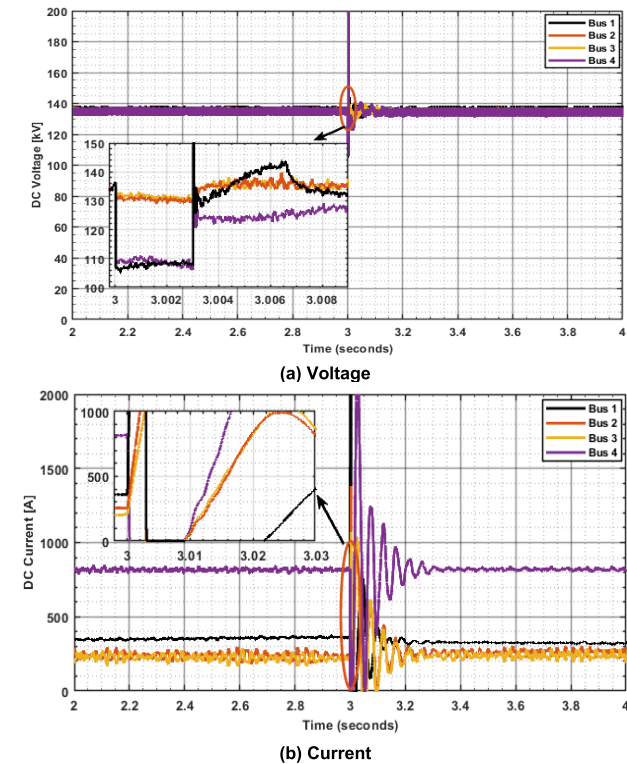 200
180
160
140
120
100
80
60
40
20
0
DC Voltage [kV]
Bus 1
Bus 2
Bus 3
Bus 4
150
140
130
120
110
100
3 3.002 3.004 3.006 3.008
2 2.2 2.4 2.6 2.8 3 3.2 3.4 3.6 3.8 4
Time (seconds)
(a) Voltage
2000
1500
1000
500
0
DC Current [A]
Bus 1
Bus 2
Bus 3
Bus 4
1000
500
0
3 3.01 3.02 3.03
2 2.2 2.4 2.6 2.8 3 3.2 3.4 3.6 3.8 4
Time (seconds)
(b) Current